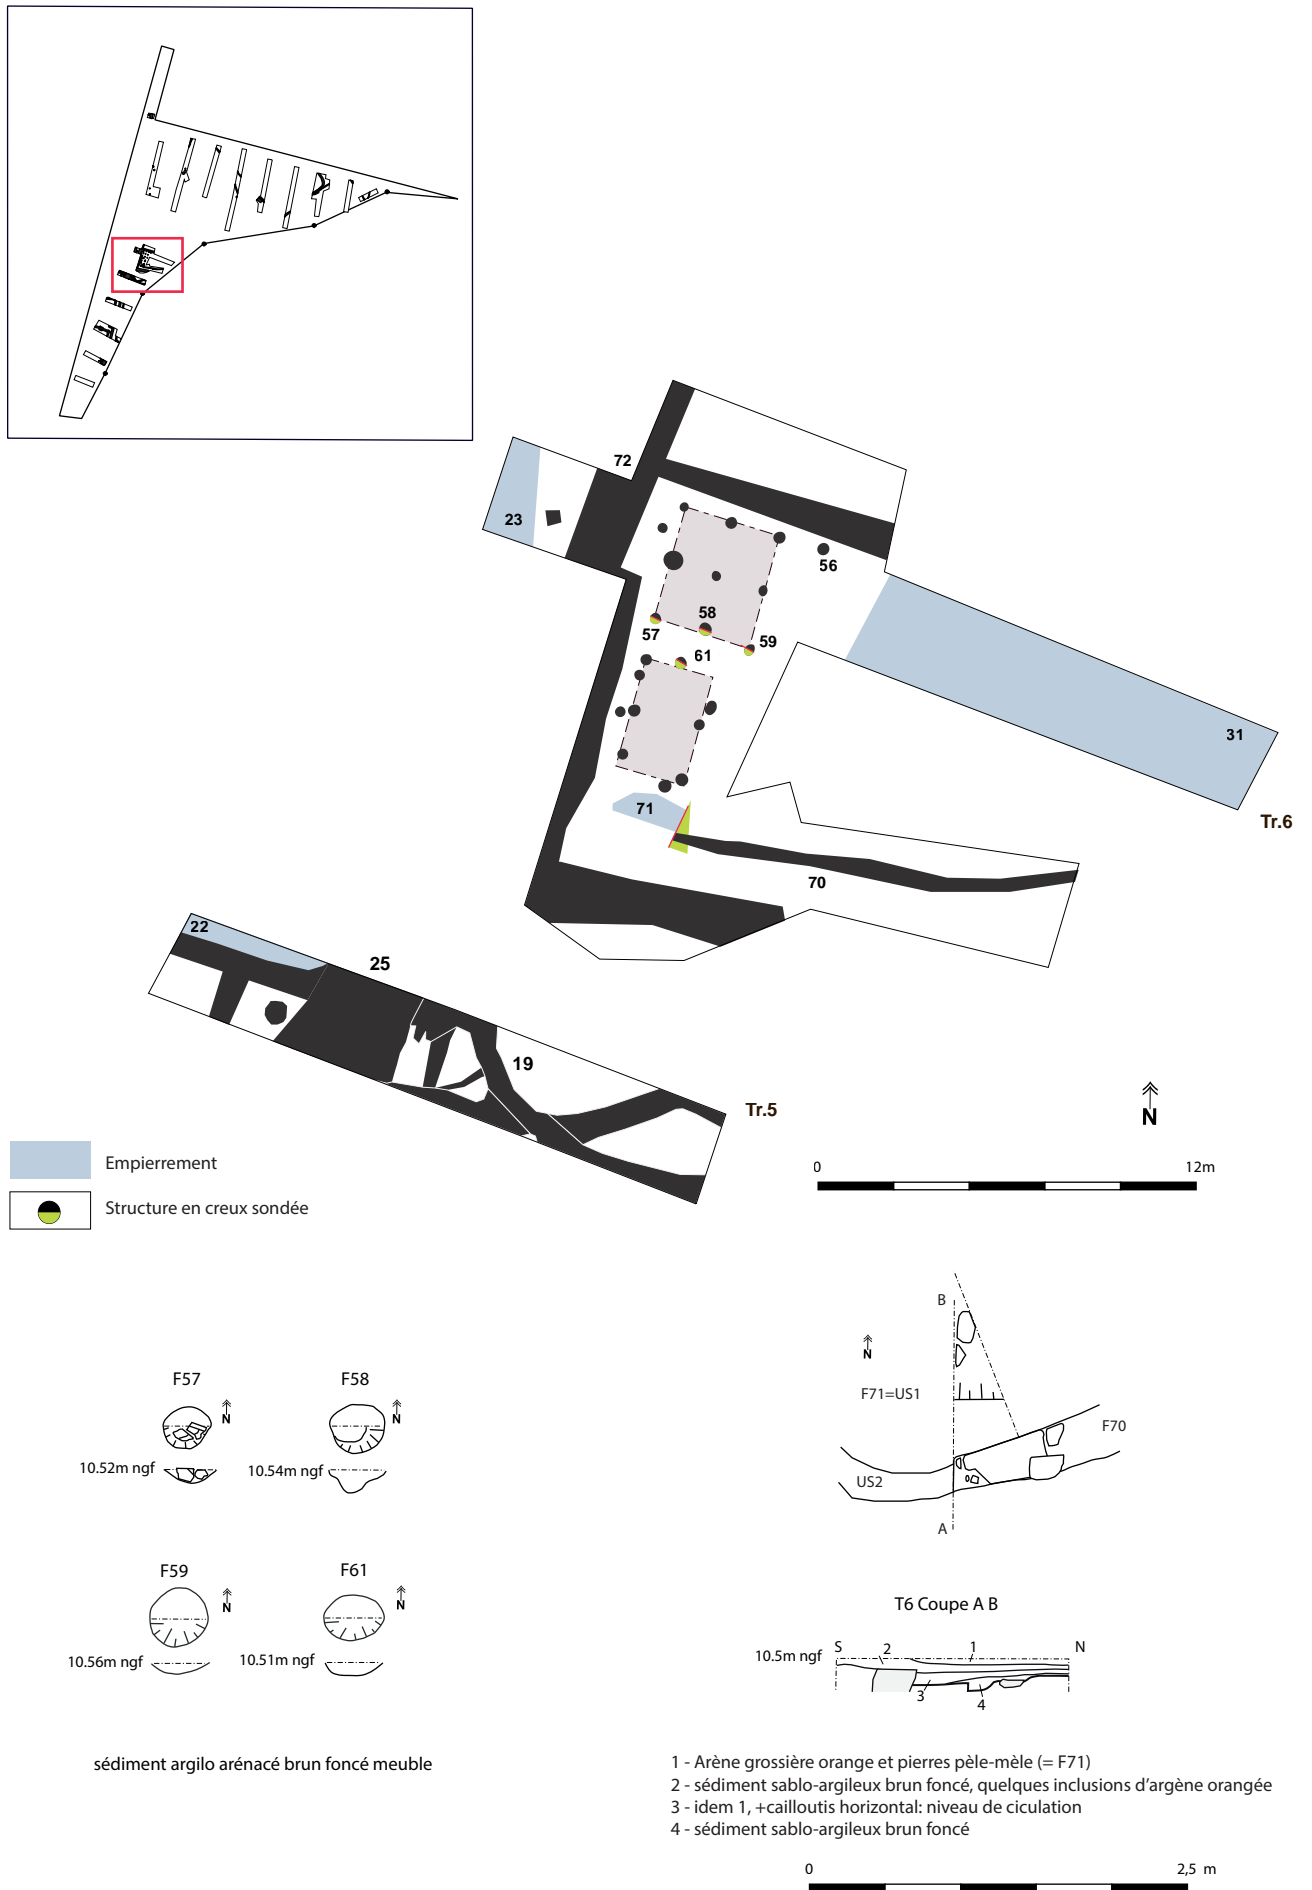 72
23
56
58
57
59
61
31
71
Tr.6
70
22
25
19
Tr.5
N
Empierrement
0 12m
Structure en creux sondée
B
N
F57 F58
F71=US1
N N
F70
10.52m ngf 10.54m ngf
US2
A
F59 F61
N N
T6 Coupe A B
10.56m ngf 10.51m ngf
10.5m ngf S 2 1 N
3 4
sédiment argilo arénacé brun foncé meuble
1 - Arène grossière orange et pierres pèle-mèle (= F71)
2 - sédiment sablo-argileux brun foncé, quelques inclusions d'argène orangée
3 - idem 1, +cailloutis horizontal: niveau de ciculation
4 - sédiment sablo-argileux brun foncé
0 2,5 m